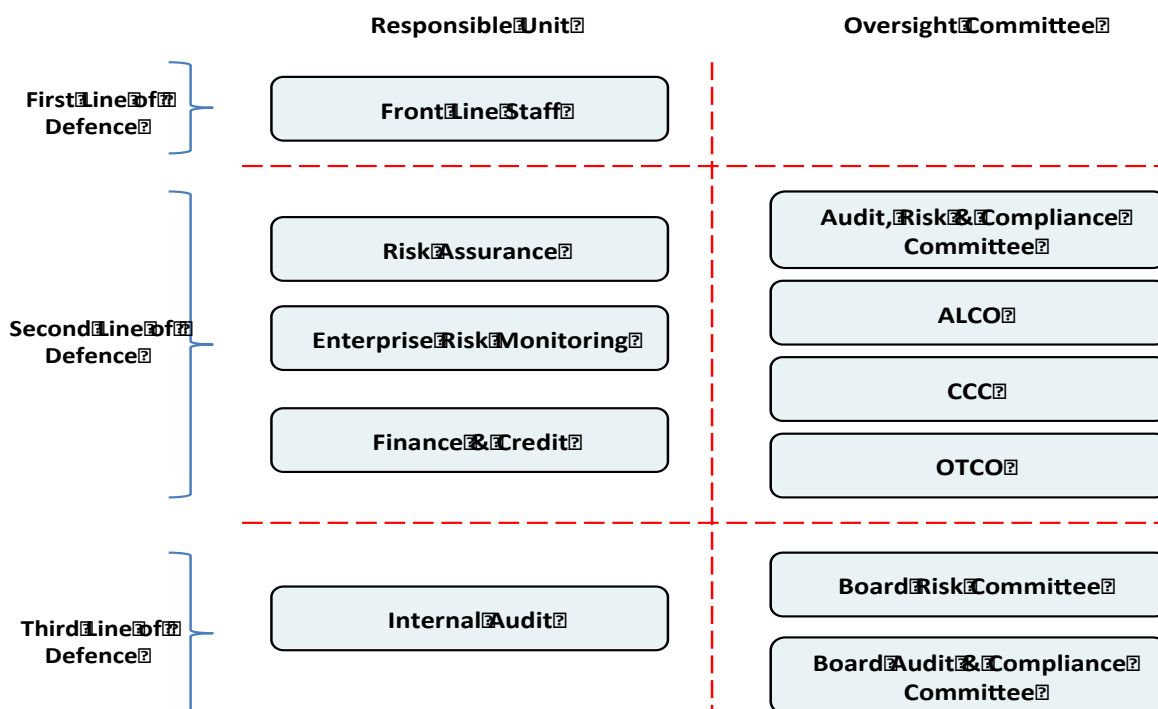 Responsible Unit
Oversight Committee
First Line of
Defence
Front Line Staff
Second Line of
Defence
Risk Assurance
Enterprise Risk Monitoring
Finance & Credit
Audit, Risk & Compliance
Committee
ALCO
CCC
OTCO
Third Line of
Defence
Internal Audit
Board Risk Committee
Board Audit & Compliance
Committee